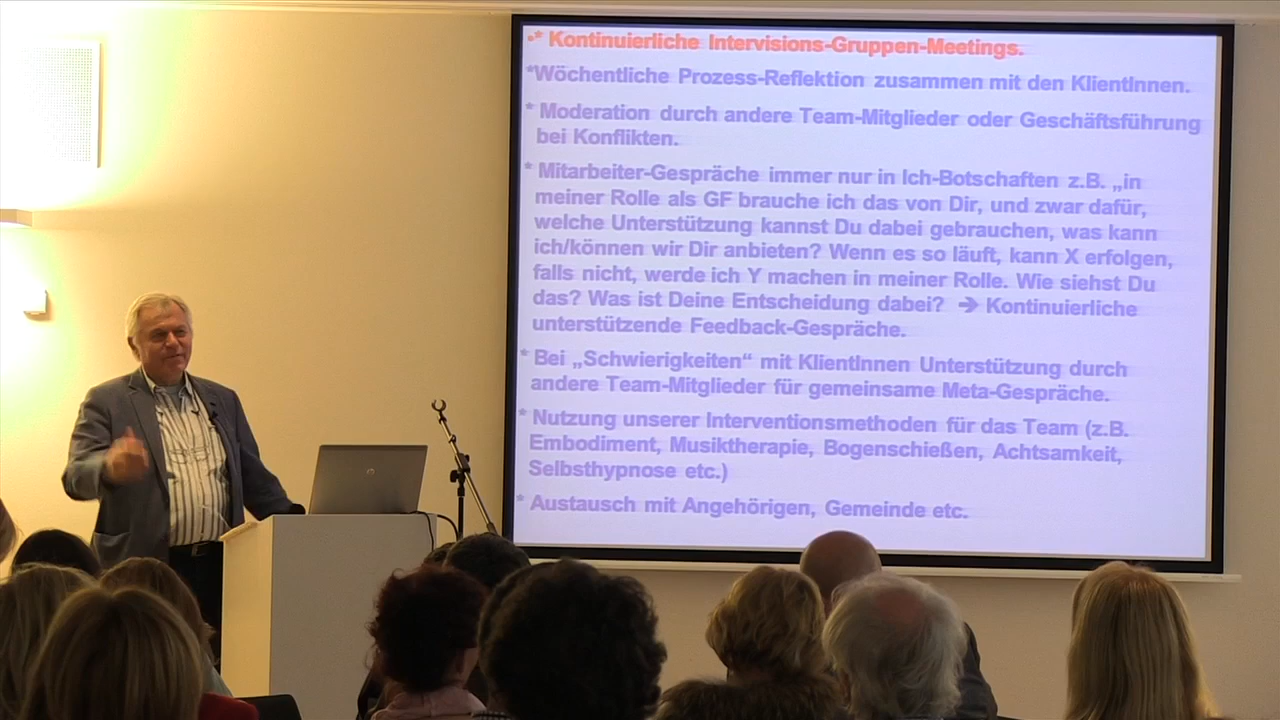 •* Kontinuierliche Intervisions-Gruppen-Meetings.
*Wöchentliche Prozess-Reflektion zusammen mit den KlientInnen.
* Moderation durch andere Team-Mitglieder oder Geschäftsführung
bei Konflikten.
* Mitarbeiter-Gespräche immer nur in Ich-Botschaften z.B. „in
meiner Rolle als GF brauche ich das von Dir, und zwar dafür,
welche Unterstützung kannst Du dabei gebrauchen, was kann
ich/können wir Dir anbieten? Wenn es so läuft, kann X erfolgen,
falls nicht, werde ich Y machen in meiner Rolle. Wie siehst Du
das? Was ist Deine Entscheidung dabei? ➔ Kontinuierliche
unterstützende Feedback-Gespräche.
* Bei „Schwierigkeiten“ mit KlientInnen Unterstützung durch
andere Team-Mitglieder für gemeinsame Meta-Gespräche.
* Nutzung unserer Interventionsmethoden für das Team (z.B.
Embodiment, Musiktherapie, Bogenschießen, Achtsamkeit,
Selbsthypnose etc.)
* Austausch mit Angehörigen, Gemeinde etc.
hp